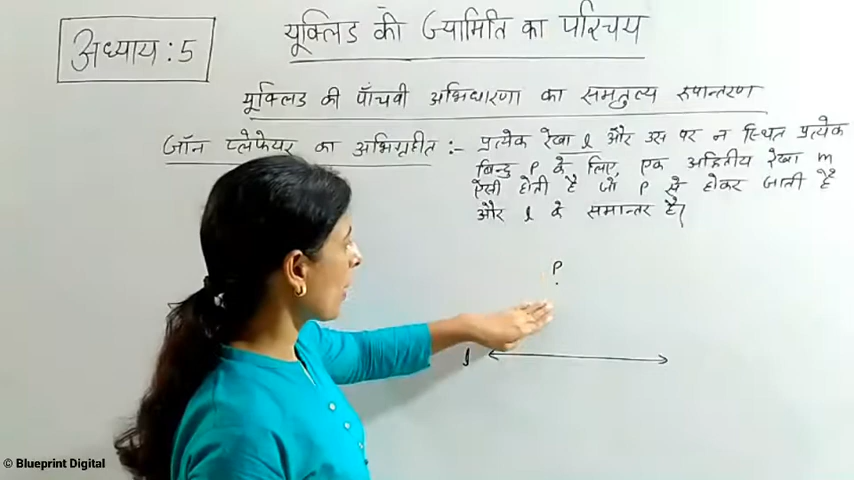 अध्याय : 5
यूक्लिड की ज्यामिति का परिचय
यूक्लिड की पाँचवी अभिधारणा का समतुल्य रूपान्तरण
जॉन प्लेफेयर का अभिगृहीत :- प्रत्येक रेखा l और उस पर न स्थित प्रत्येक
बिन्दु P के लिए, एक अद्वितीय रेखा m
ऐसी होती है जो P से होकर जाती है
और l के समान्तर है।
P
l
© Blueprint Digital